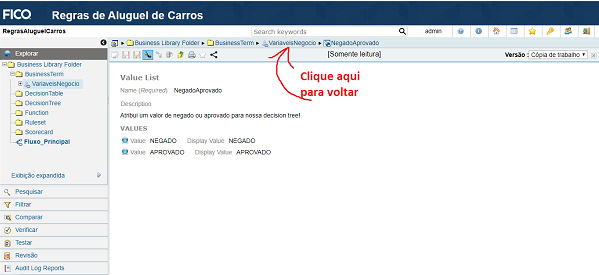 FICO Regras de Aluguel de Carros
RegrasAluguelCarros
Search keywords
admin
Explorar
Business Library Folder
BusinessTerm
VariaveisNegocio
DecisionTable
DecisionTree
Function
Ruleset
Scorecard
Fluxo_Principal
Exibição expandida
Pesquisar
Filtrar
Comparar
Verificar
Testar
Revisão
Audit Log Reports
Business Library Folder BusinessTerm VariaveisNegocio NegadoAprovado
[Somente leitura]
Versão : Cópia de trabalho
Clique aqui
para voltar
Value List
Name (Required) NegadoAprovado
Description
Atribui um valor de negado ou aprovado para nossa decision tree!
VALUES
Value NEGADO Display Value NEGADO
Value APROVADO Display Value APROVADO